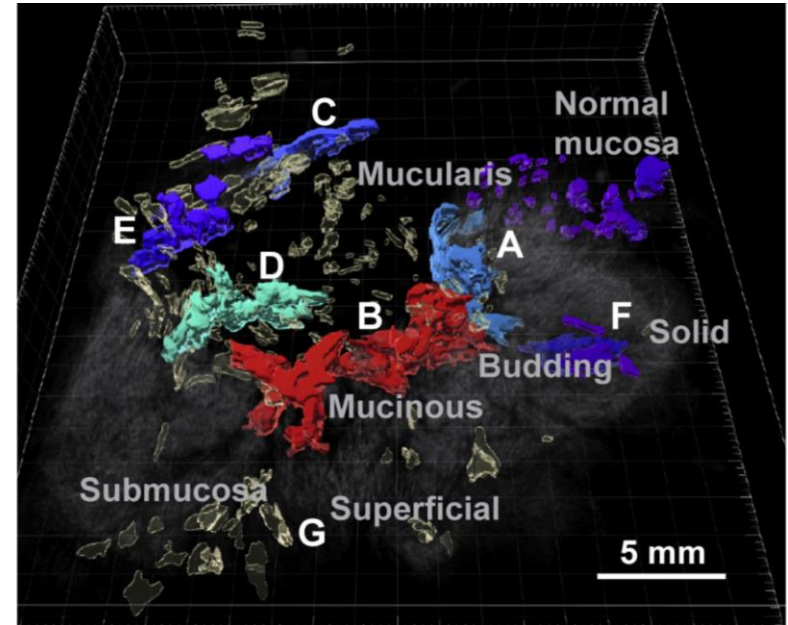 C
Normal
mucosa
Mucularis
E
A
D
B
F
Solid
Budding
Mucinous
Submucosa
Superficial
G
5 mm